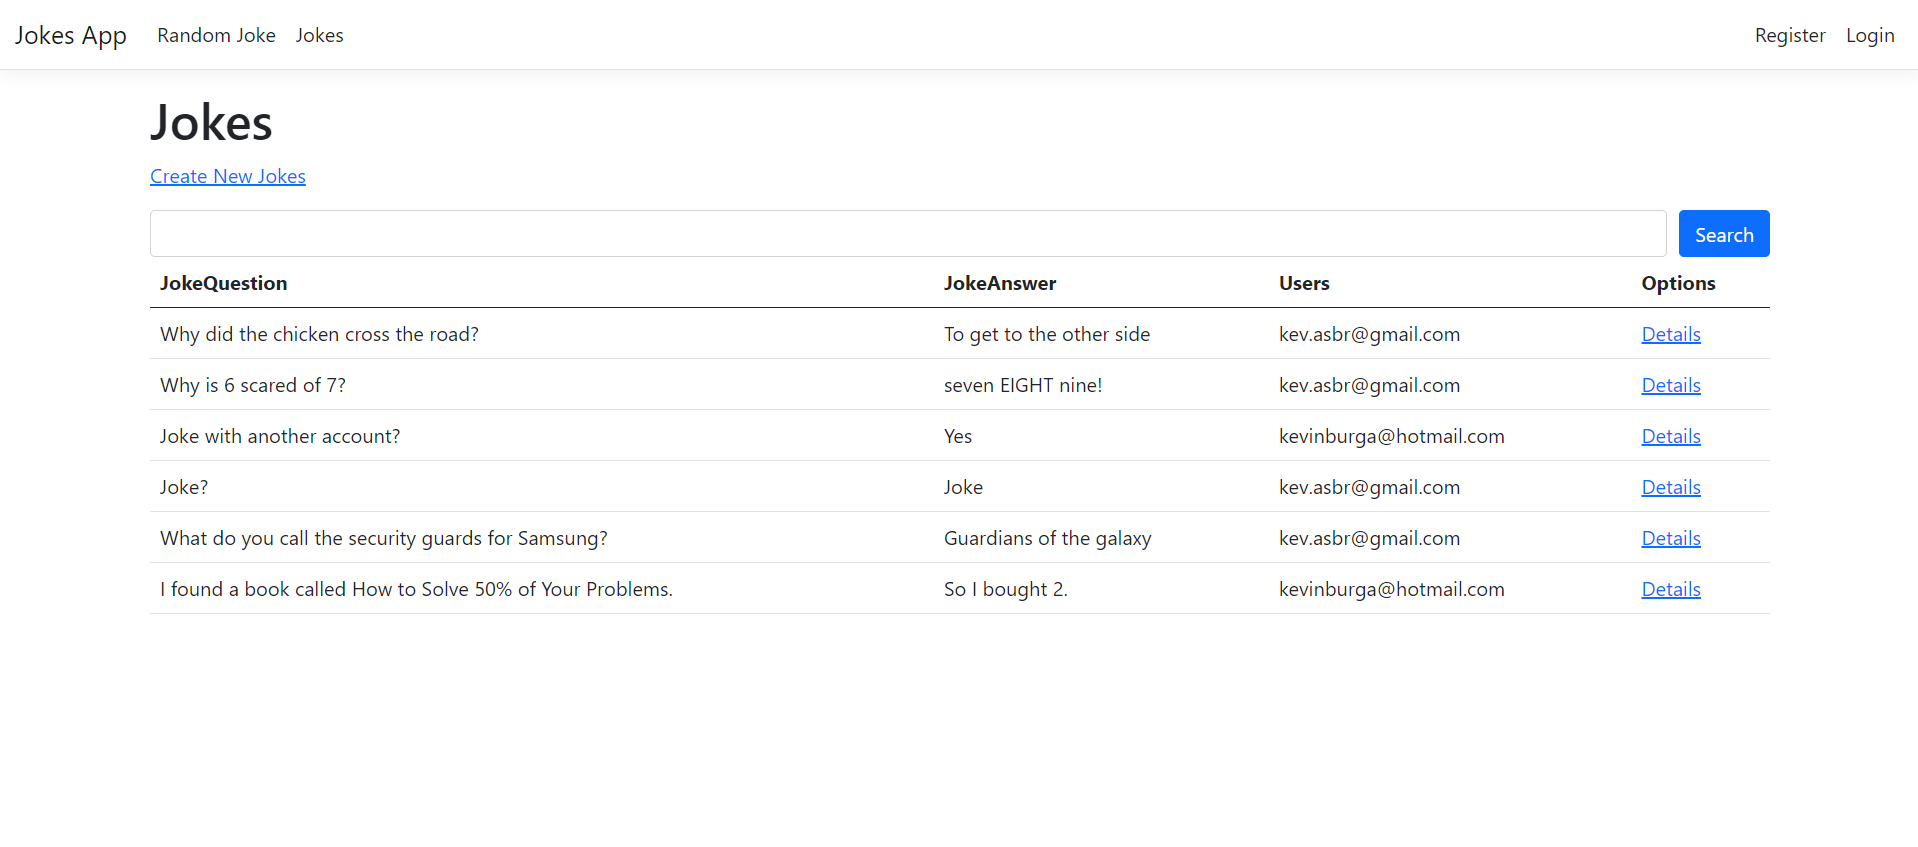 Jokes App Random Joke Jokes Register Login
Jokes
Create New Jokes
Search
JokeQuestion JokeAnswer Users Options
Why did the chicken cross the road? To get to the other side kev.asbr@gmail.com Details
Why is 6 scared of 7? seven EIGHT nine! kev.asbr@gmail.com Details
Joke with another account? Yes kevinburga@hotmail.com Details
Joke? Joke kev.asbr@gmail.com Details
What do you call the security guards for Samsung? Guardians of the galaxy kev.asbr@gmail.com Details
I found a book called How to Solve 50% of Your Problems. So I bought 2. kevinburga@hotmail.com Details